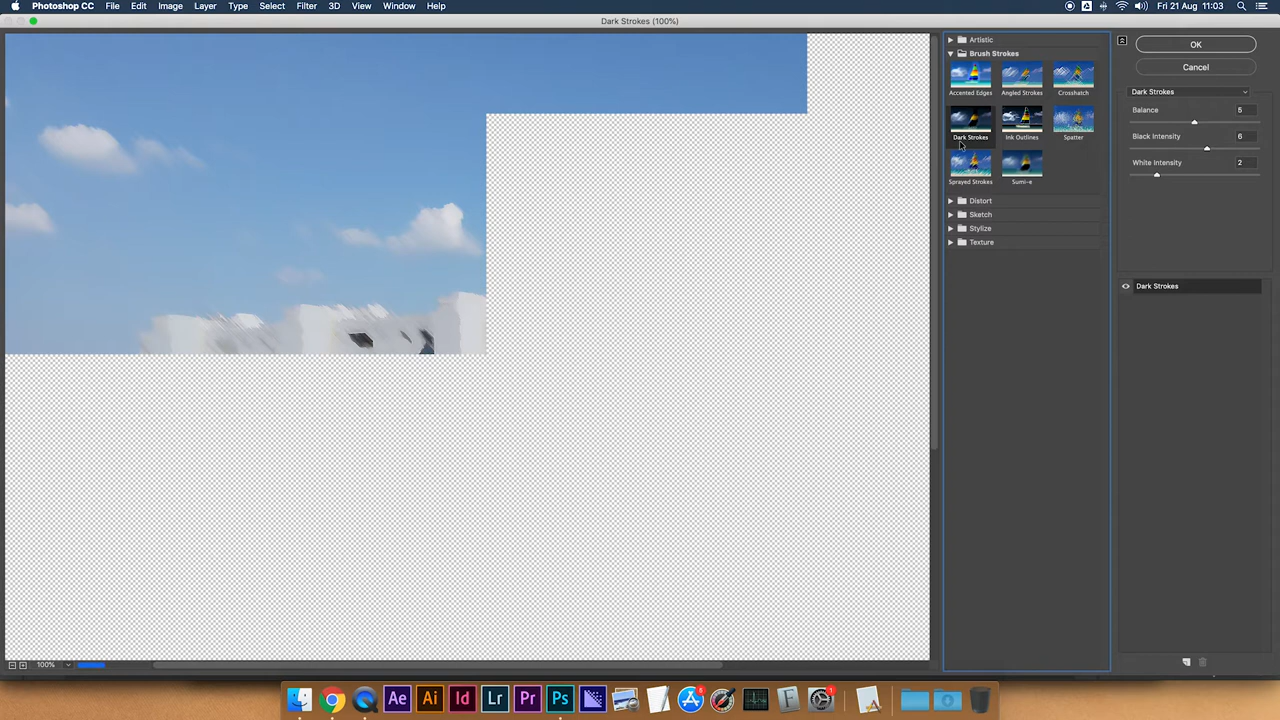 Photoshop CC File Edit Image Layer Type Select Filter 3D View Window Help Fri 21 Aug 11:03
Dark Strokes (100%)
Artistic
Brush Strokes
Accented Edges Angled Strokes Crosshatch
Dark Strokes Ink Outlines Spatter
Sprayed Strokes Sumi-e
Distort
Sketch
Stylize
Texture
OK
Cancel
Dark Strokes
Balance 5
Black Intensity 6
White Intensity 2
Dark Strokes
100%
Ae Ai Id Lr Pr Ps
8
1